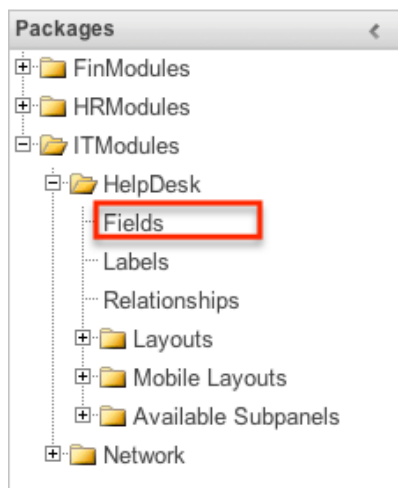 Packages
FinModules
HRModules
ITModules
HelpDesk
Fields
Labels
Relationships
Layouts
Mobile Layouts
Available Subpanels
Network